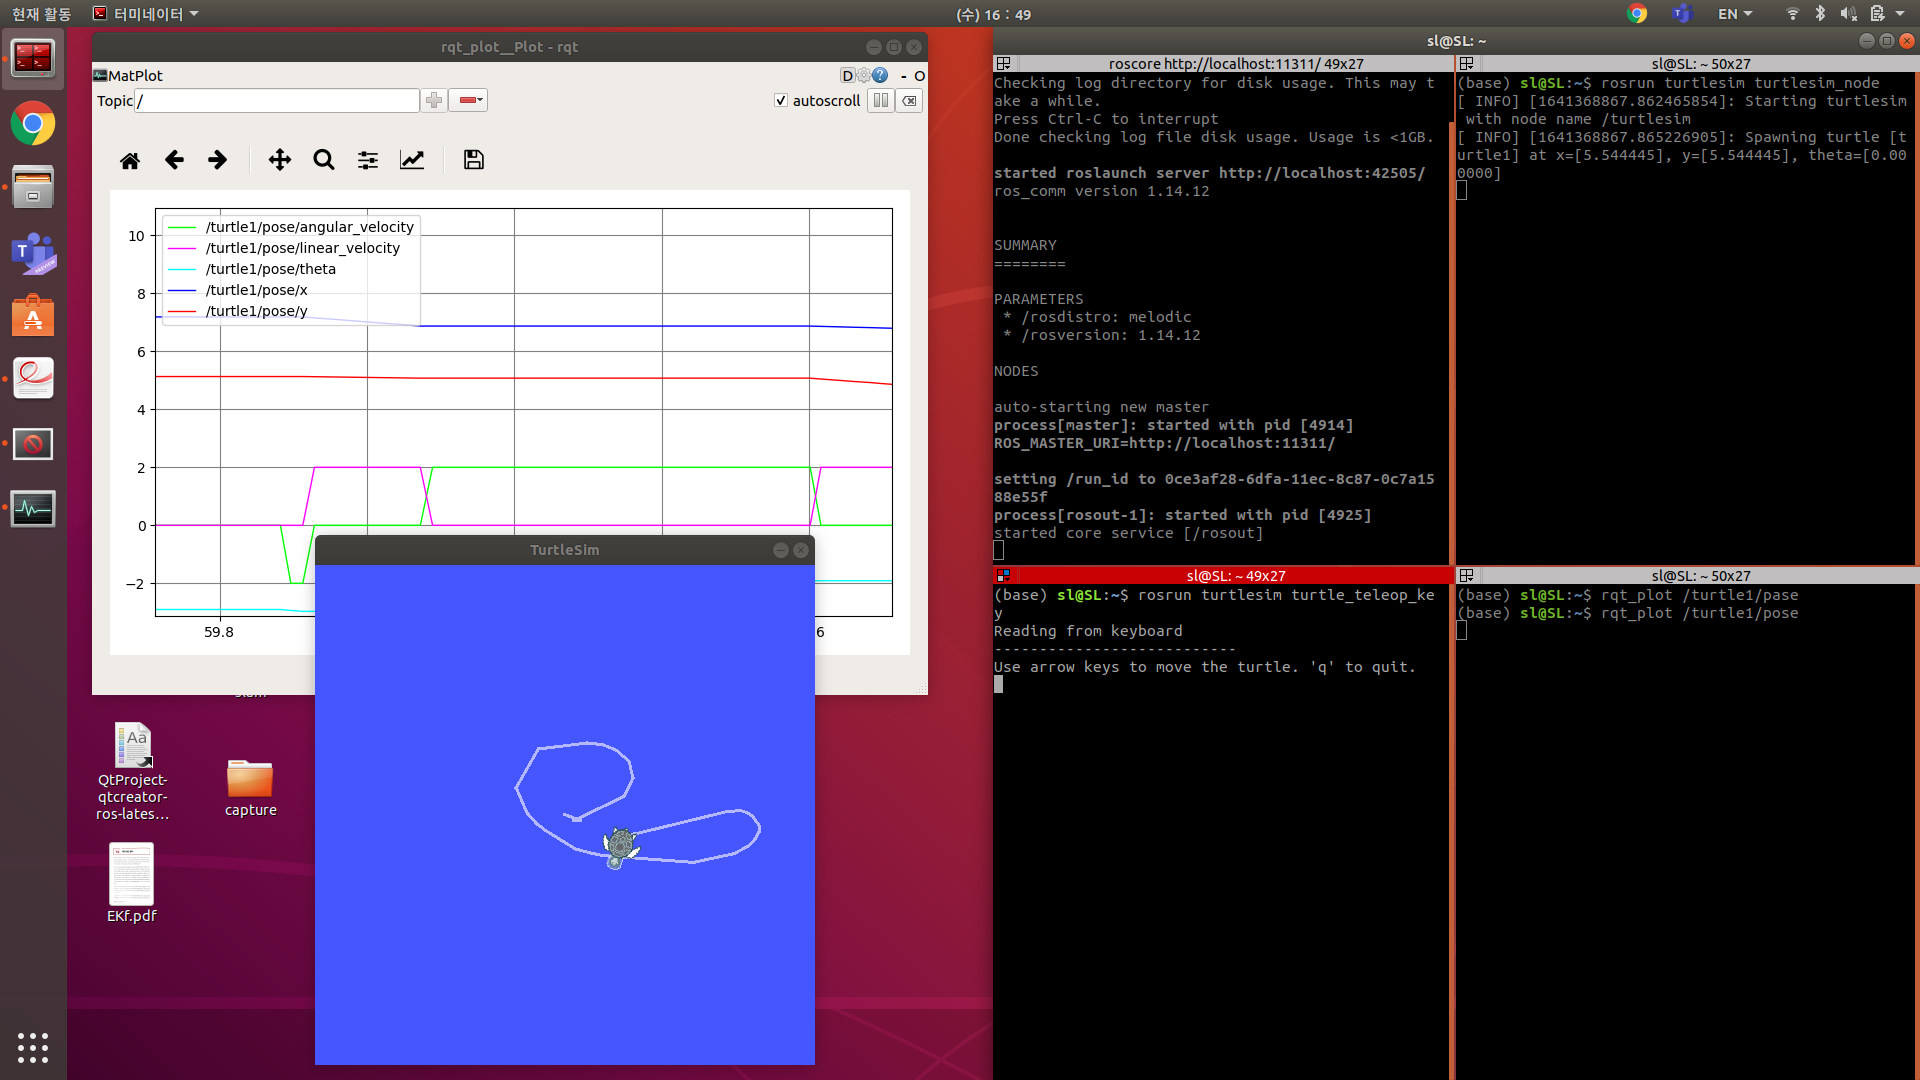 현재 활동
터미네이터
(수) 16 : 49
EN
rqt_plot__Plot - rqt
MatPlot
D
- O
Topic /
autoscroll
/turtle1/pose/angular_velocity
/turtle1/pose/linear_velocity
/turtle1/pose/theta
/turtle1/pose/x
/turtle1/pose/y
10
8
6
4
2
0
−2
59.8
6
TurtleSim
QtProject-
qtcreator-
ros-lates…
capture
EKf.pdf
sl@SL: ~
roscore http://localhost:11311/ 49x27
Checking log directory for disk usage. This may t
ake a while.
Press Ctrl-C to interrupt
Done checking log file disk usage. Usage is <1GB.
started roslaunch server http://localhost:42505/
ros_comm version 1.14.12
SUMMARY
========
PARAMETERS
* /rosdistro: melodic
* /rosversion: 1.14.12
NODES
auto-starting new master
process[master]: started with pid [4914]
ROS_MASTER_URI=http://localhost:11311/
setting /run_id to 0ce3af28-6dfa-11ec-8c87-0c7a15
88e55f
process[rosout-1]: started with pid [4925]
started core service [/rosout]
sl@SL: ~ 50x27
(base) sl@SL:~$ rosrun turtlesim turtlesim_node
[ INFO] [1641368867.862465854]: Starting turtlesim
with node name /turtlesim
[ INFO] [1641368867.865226905]: Spawning turtle [t
urtle1] at x=[5.544445], y=[5.544445], theta=[0.00
0000]
sl@SL: ~ 49x27
(base) sl@SL:~$ rosrun turtlesim turtle_teleop_ke
y
Reading from keyboard
---------------------------
Use arrow keys to move the turtle. 'q' to quit.
sl@SL: ~ 50x27
(base) sl@SL:~$ rqt_plot /turtle1/pase
(base) sl@SL:~$ rqt_plot /turtle1/pose